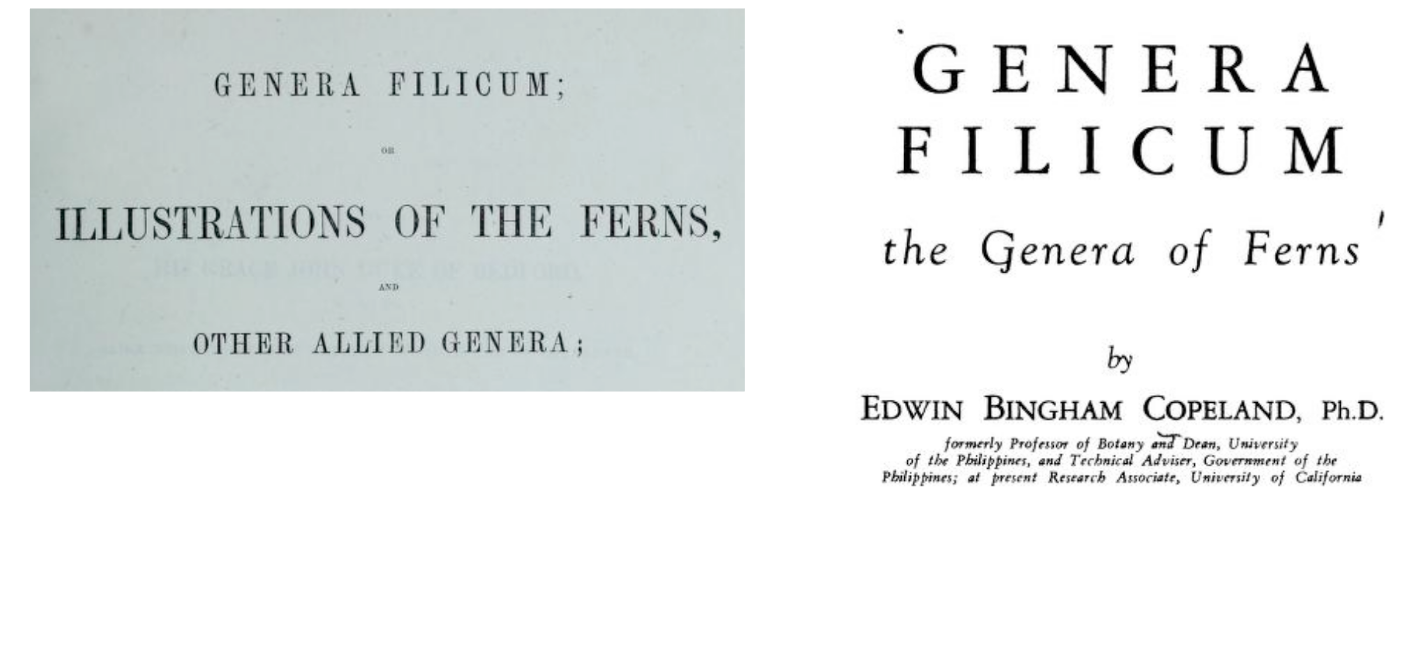 GENERA FILICUM;
OR
ILLUSTRATIONS OF THE FERNS,
AND
OTHER ALLIED GENERA;
GENERA
FILICUM
the Genera of Ferns
by
EDWIN BINGHAM COPELAND, Ph.D.
formerly Professor of Botany and Dean, University
of the Philippines, and Technical Adviser, Government of the
Philippines; at present Research Associate, University of California